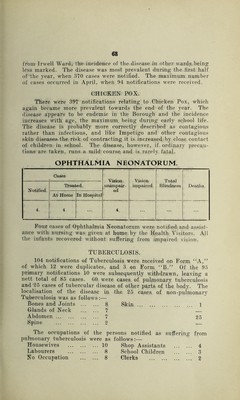 68
from Irwell Ward; the incidence of the disease in other wards being
less marked. The disease was most prevalent during the first half
of the year, when 370 cases were notified. The maximum number
of cases occurred in April, when 94 notifications were received.
CHICKEN POX.
There were 397 notifications relating to Chicken Pox, which
again became more prevalent towards the end of the year. The
disease appears to be endemic in the Borough and the incidence
increases with age, the maximum being during early school life.
The disease is probably more correctly described as contagious
rather than infectious, and like Impetigo and other contagious
skin diseases the risk of contracting it is increased by the massing
of children in school. The disease, however, if ordinary precau-
tions are taken, runs a mild course and is rarely fatal.
OPHTHALMIA NEONATORUM.
Cases
Notified
Treated.
At Home
In Hospital
Vision
unimpair-
ed
Vision
impaired
Total
Blindness
Deaths
4 4 ... 4 ... ... ...
Four cases of Ophthalmia Neonatorum were notified and assist-
ance with nursing was given at home by the Health Visitors. All
the infants recovered without suffering from impaired vision.
TUBERCULOSIS.
104 notifications of Tuberculosis were received on Form "A,"
of which 12 were duplicates, and 3 on Form "B." Of the 95
primary notifications 10 were subsequently withdrawn, leaving a
nett total of 85 cases. 60 were cases of pulmonary tuberculosis
and 25 cases of tubercular disease of other parts of the body. The
localisation of the disease in the 25 cases of non-pulmonary
Tuberculosis was as follows:—
Bones and Joints ... 8 Skin ... 1
Glands of Neck ... 7
Abdomen ... 7 25
Spine ... 2
The occupations of the persons notified as suffering from
pulmonary tuberculosis were as follows:—
Housewives ... 10 Shop Assistants ... 4
Labourers ... 8 School Children ... 3
No Occupation ... 8 Clerks ... 2